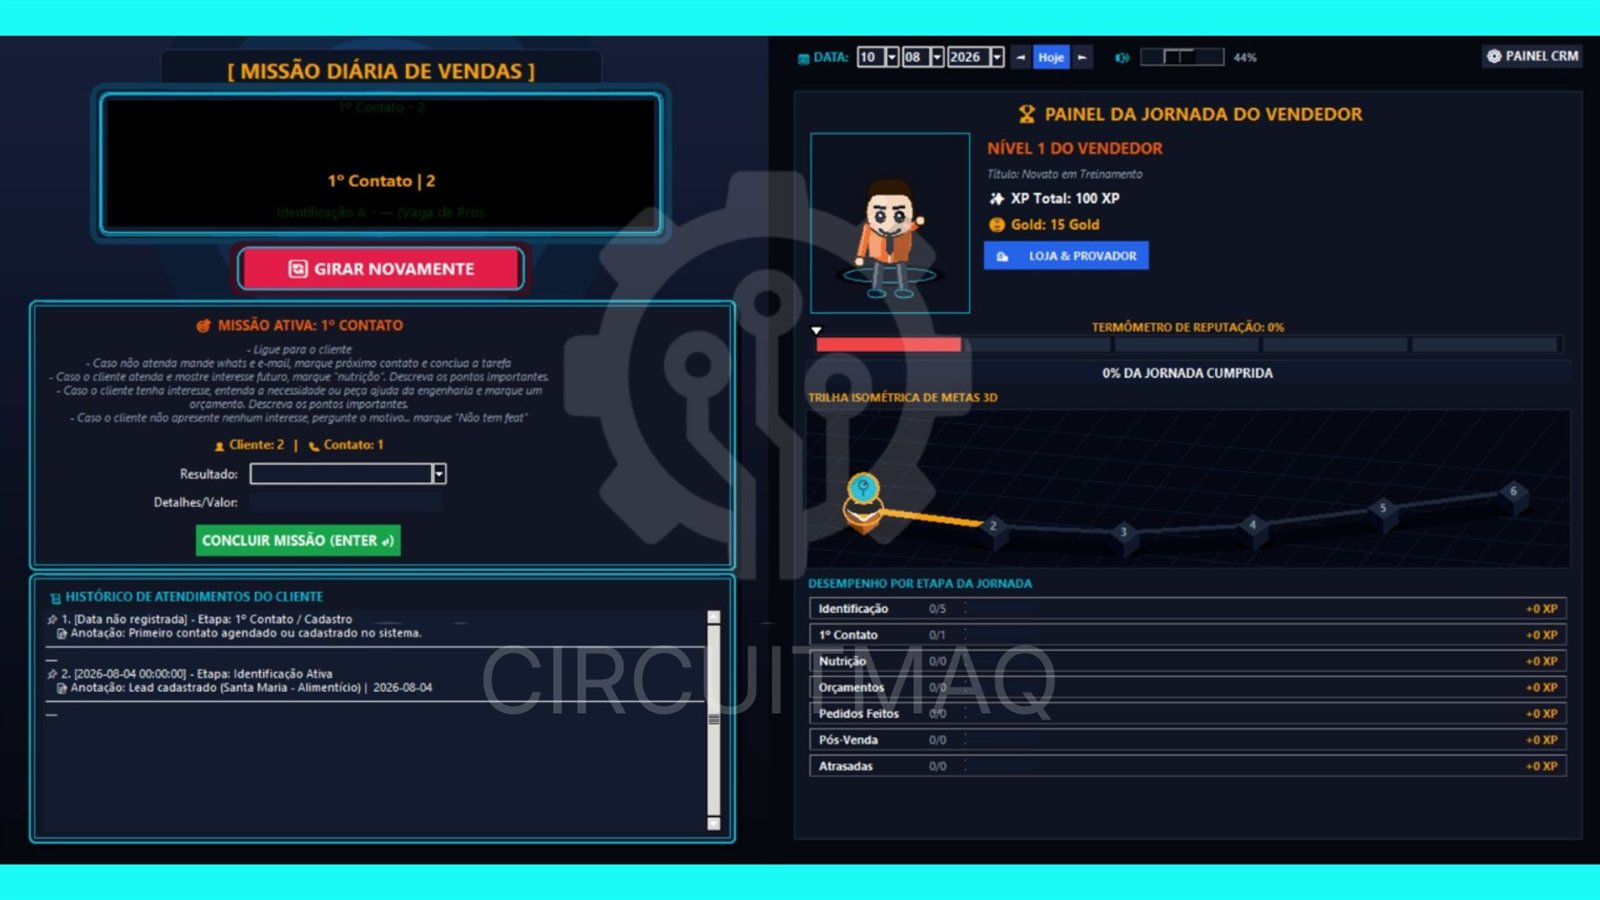 [ MISSÃO DIÁRIA DE VENDAS ]
1º Contato - 2
1º Contato | 2
Identificação A - — (Vaga de Pros
GIRAR NOVAMENTE
MISSÃO ATIVA: 1º CONTATO
- Ligue para o cliente
- Caso não atenda mande whats e e-mail, marque próximo contato e conclua a tarefa
- Caso o cliente atenda e mostre interesse futuro, marque "nutrição". Descreva os pontos importantes.
- Caso o cliente tenha interesse, entenda a necessidade ou peça ajuda da engenharia e marque um
orçamento. Descreva os pontos importantes.
- Caso o cliente não apresente nenhum interesse, pergunte o motivo... marque "Não tem feat"
Cliente: 2 | Contato: 1
Resultado:
Detalhes/Valor:
CONCLUIR MISSÃO (ENTER ↲)
HISTÓRICO DE ATENDIMENTOS DO CLIENTE
1. [Data não registrada] - Etapa: 1º Contato / Cadastro
Anotação: Primeiro contato agendado ou cadastrado no sistema.
2. [2026-08-04 00:00:00] - Etapa: Identificação Ativa
Anotação: Lead cadastrado (Santa Maria - Alimentício) | 2026-08-04
DATA: 10 08 2026 ◄ Hoje ► 44% PAINEL CRM
PAINEL DA JORNADA DO VENDEDOR
NÍVEL 1 DO VENDEDOR
Título: Novato em Treinamento
XP Total: 100 XP
Gold: 15 Gold
LOJA & PROVADOR
TERMÔMETRO DE REPUTAÇÃO: 0%
0% DA JORNADA CUMPRIDA
TRILHA ISOMÉTRICA DE METAS 3D
2 3 4 5 6
DESEMPENHO POR ETAPA DA JORNADA
Identificação 0/5 +0 XP
1º Contato 0/1 +0 XP
Nutrição 0/0 +0 XP
Orçamentos 0/0 +0 XP
Pedidos Feitos 0/0 +0 XP
Pós-Venda 0/0 +0 XP
Atrasadas 0/0 +0 XP
CIRCUITMAQ